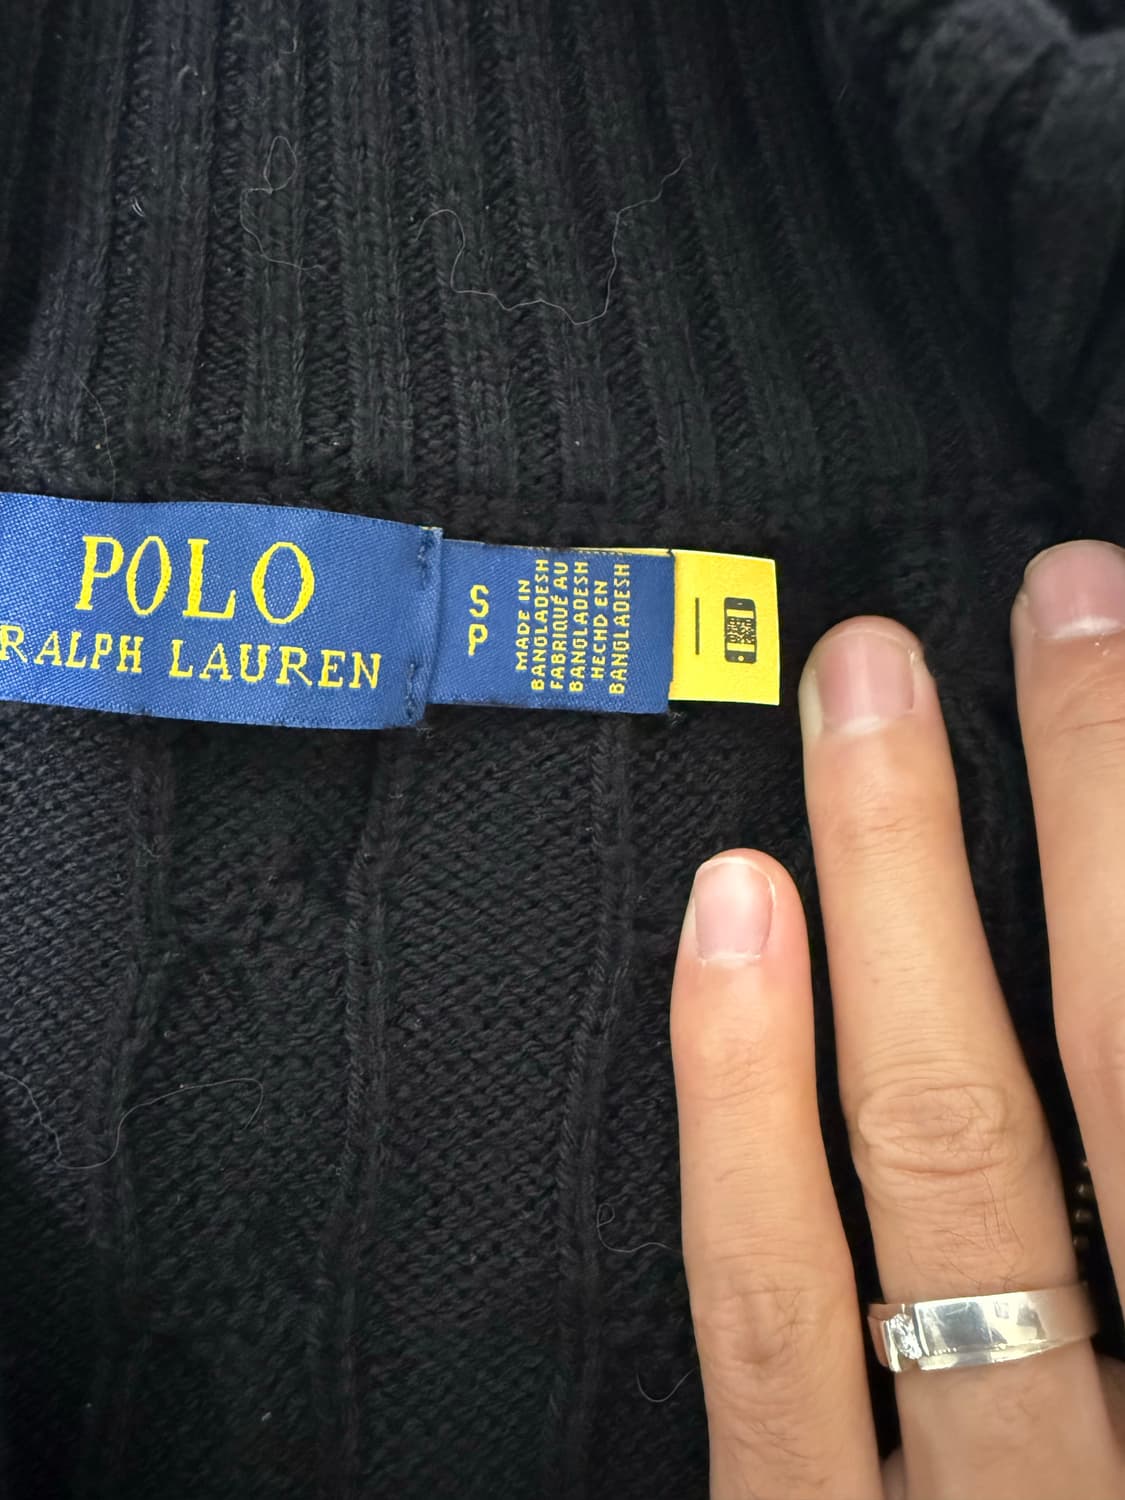 POLO
RALPH LAUREN
S
P
MADE IN
BANGLADESH
FABRIQUÉ AU
BANGLADESH
HECHO EN
BANGLADESH